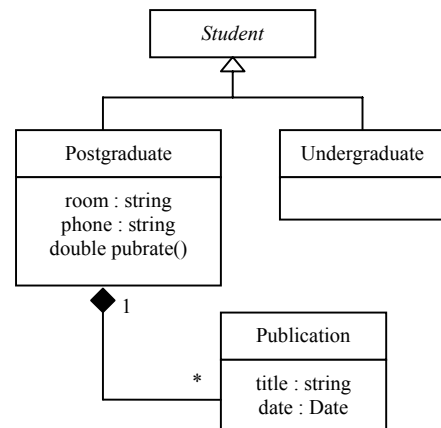 Student
Postgraduate
Undergraduate
room : string
phone : string
double pubrate()
1
Publication
*
title : string
date : Date